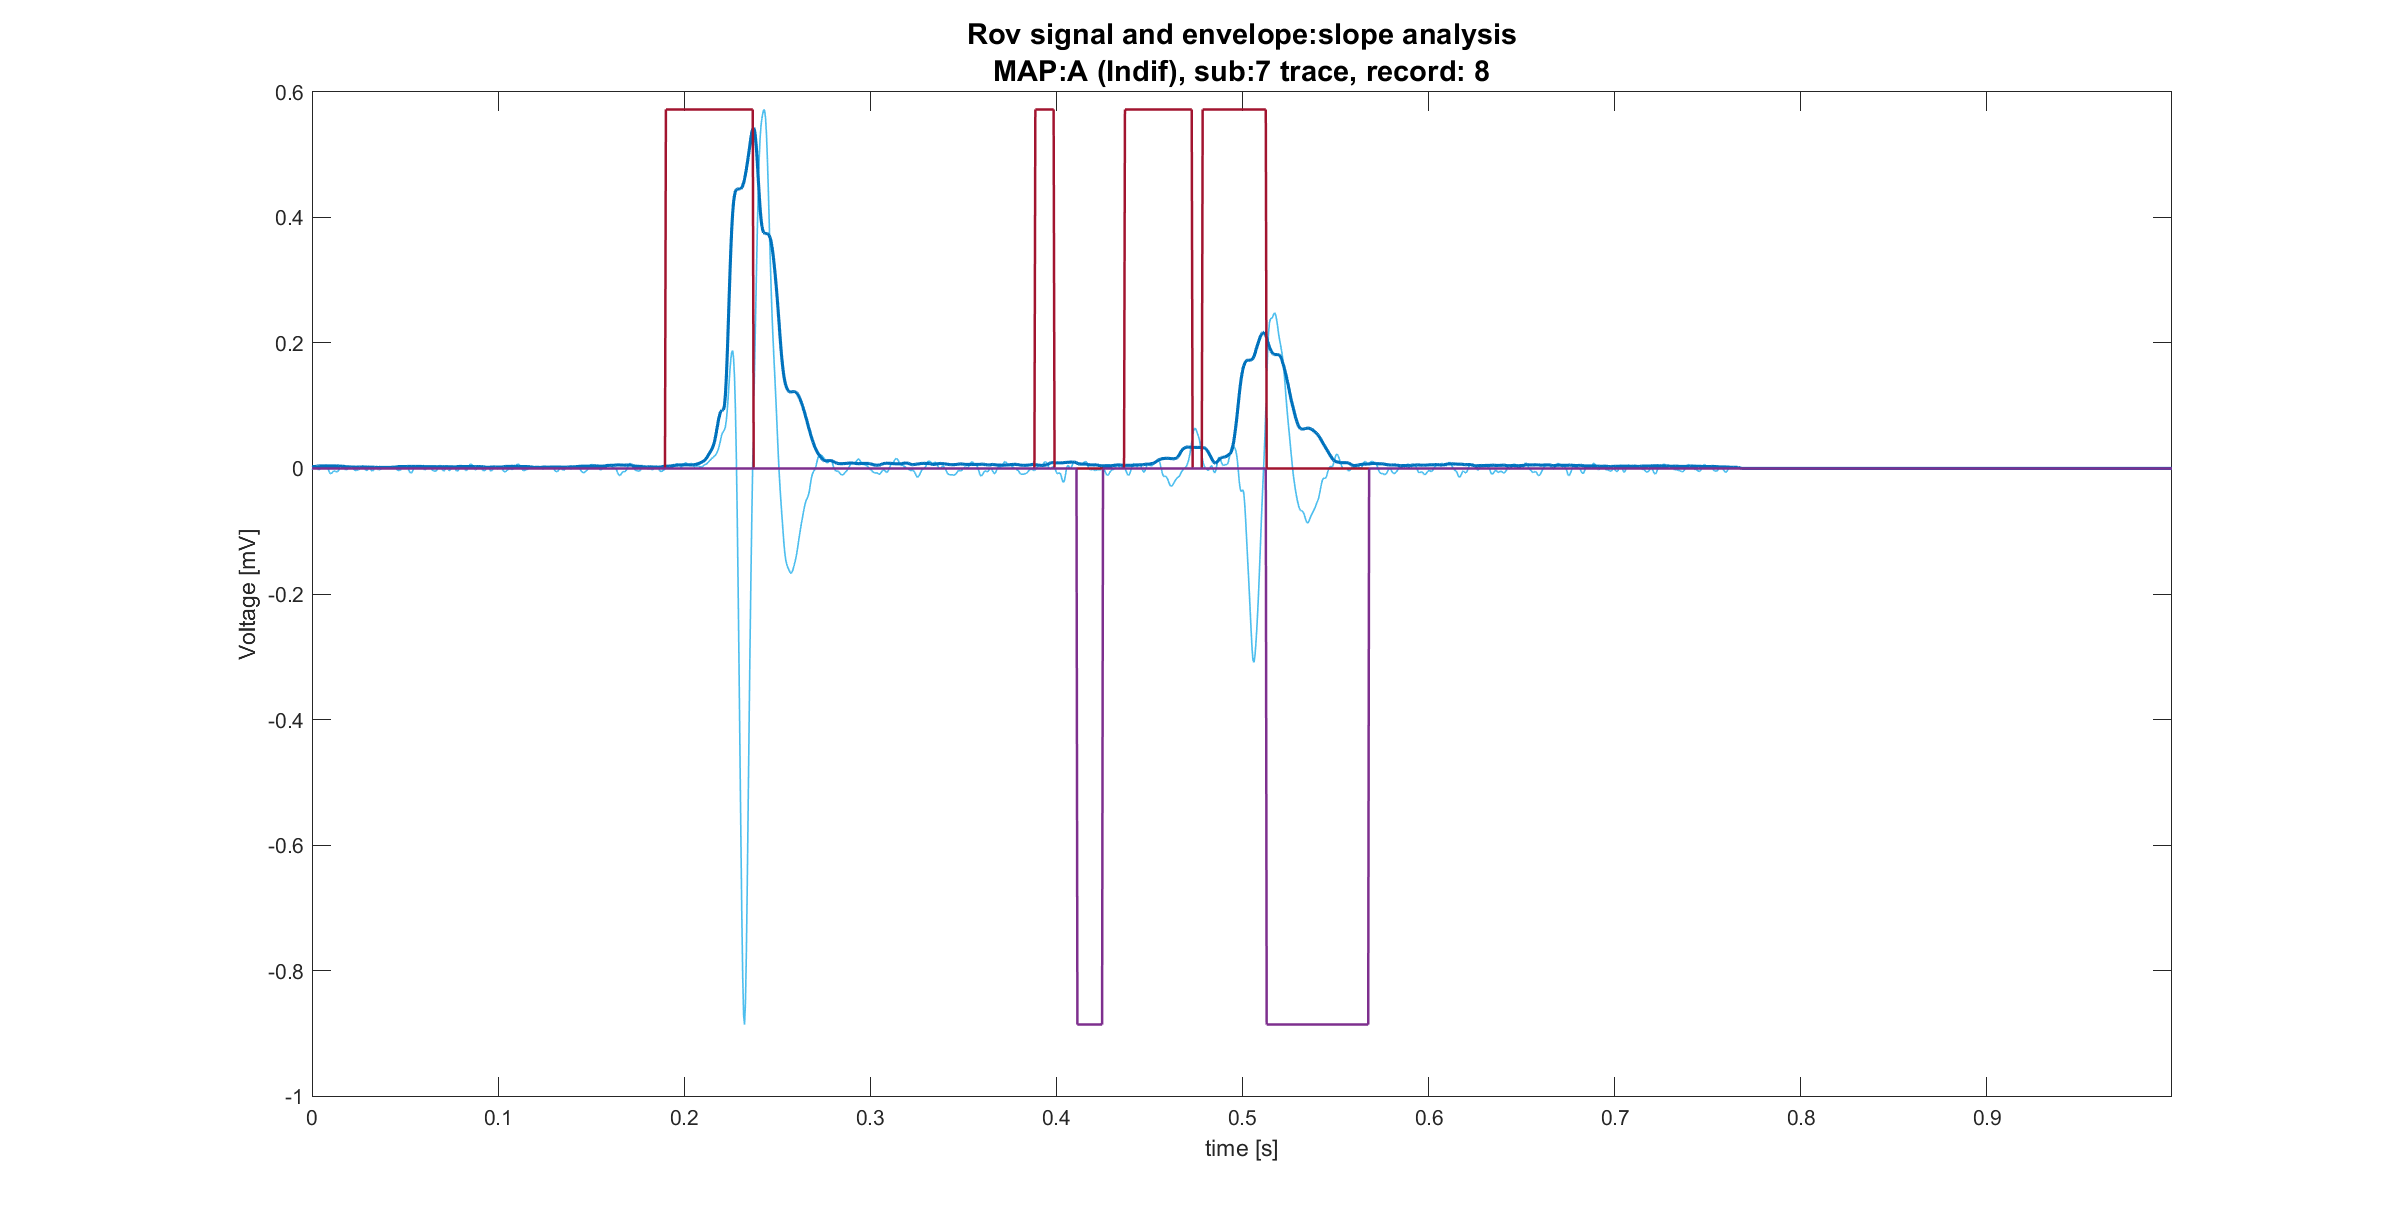 Rov signal and envelope:slope analysis
MAP:A (Indif), sub:7 trace, record: 8
0.6
0.4
0.2
0
-0.2
-0.4
-0.6
-0.8
-1
Voltage [mV]
0 0.1 0.2 0.3 0.4 0.5 0.6 0.7 0.8 0.9
time [s]